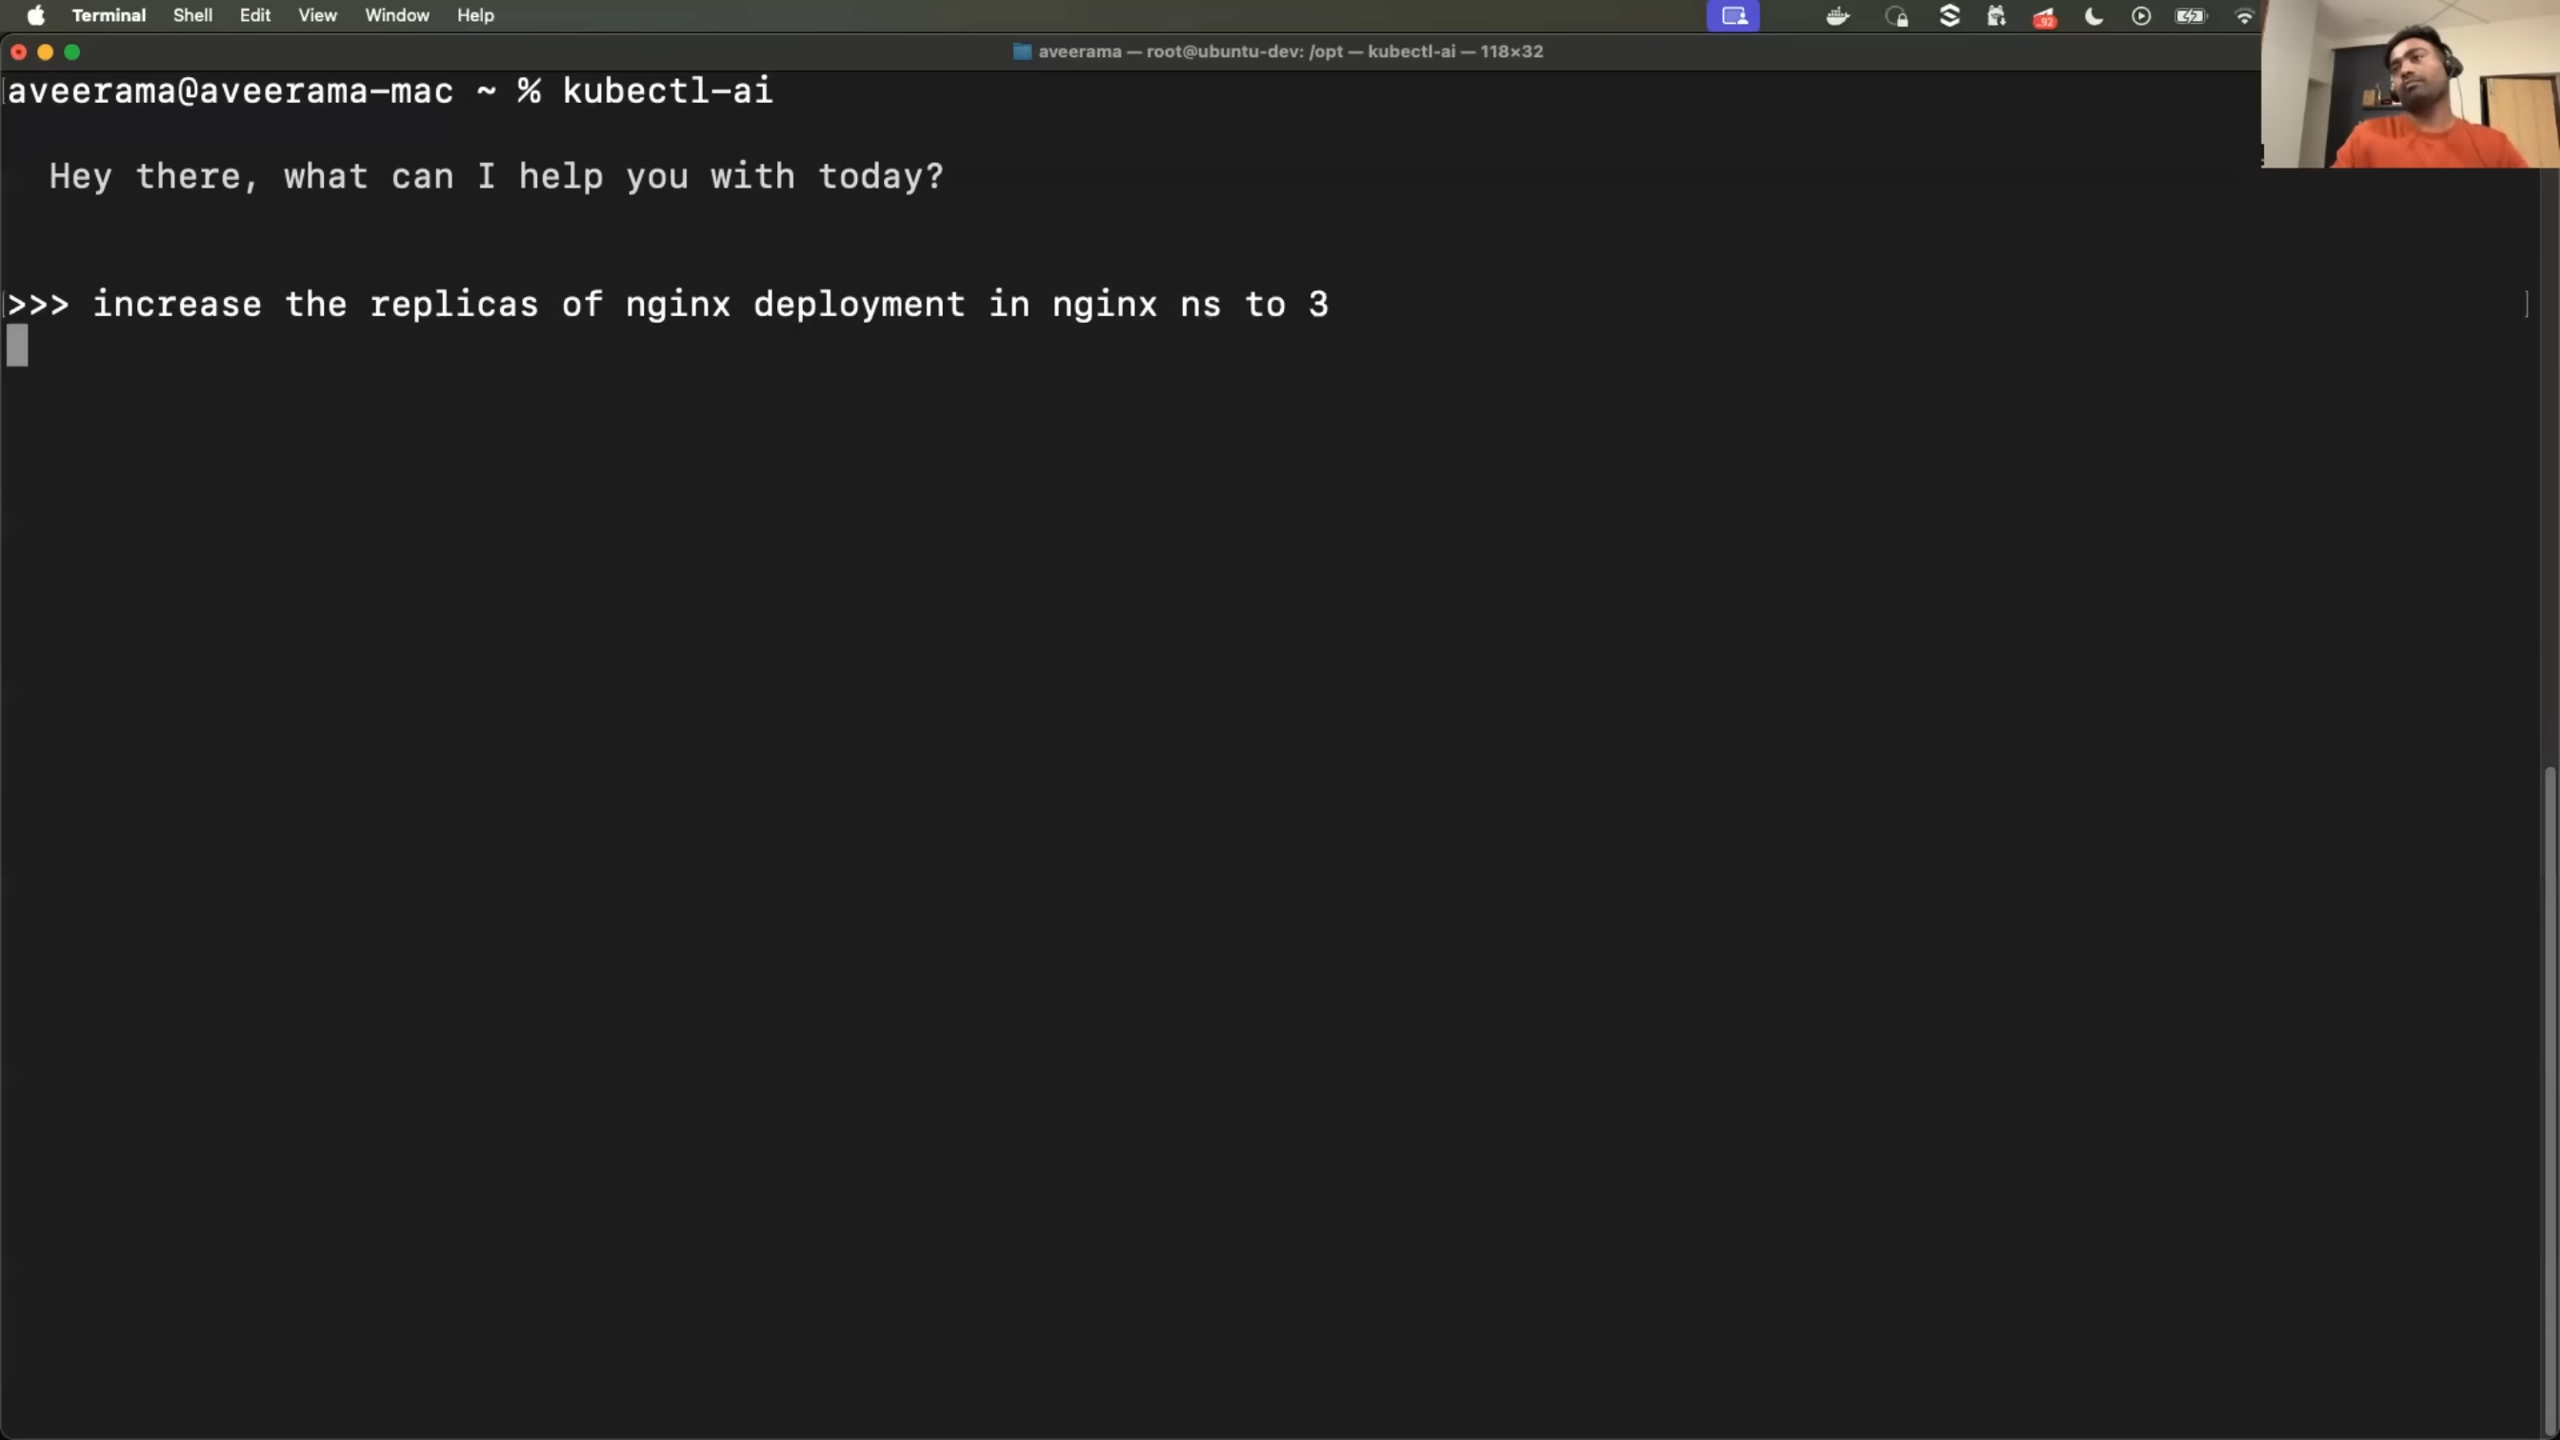 Terminal Shell Edit View Window Help
92
aveerama — root@ubuntu-dev: /opt — kubectl-ai — 118×32
aveerama@aveerama-mac ~ % kubectl-ai
Hey there, what can I help you with today?
>>> increase the replicas of nginx deployment in nginx ns to 3